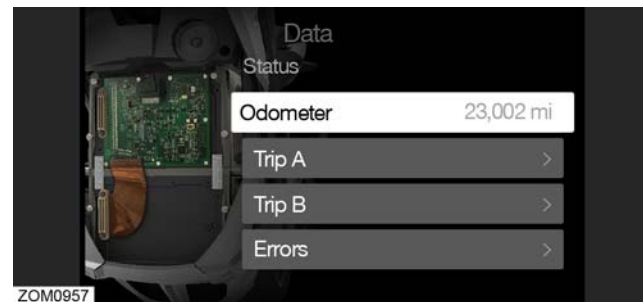 Data
Status
Odometer 23,002 mi
Trip A >
Trip B >
Errors >
ZOM0957